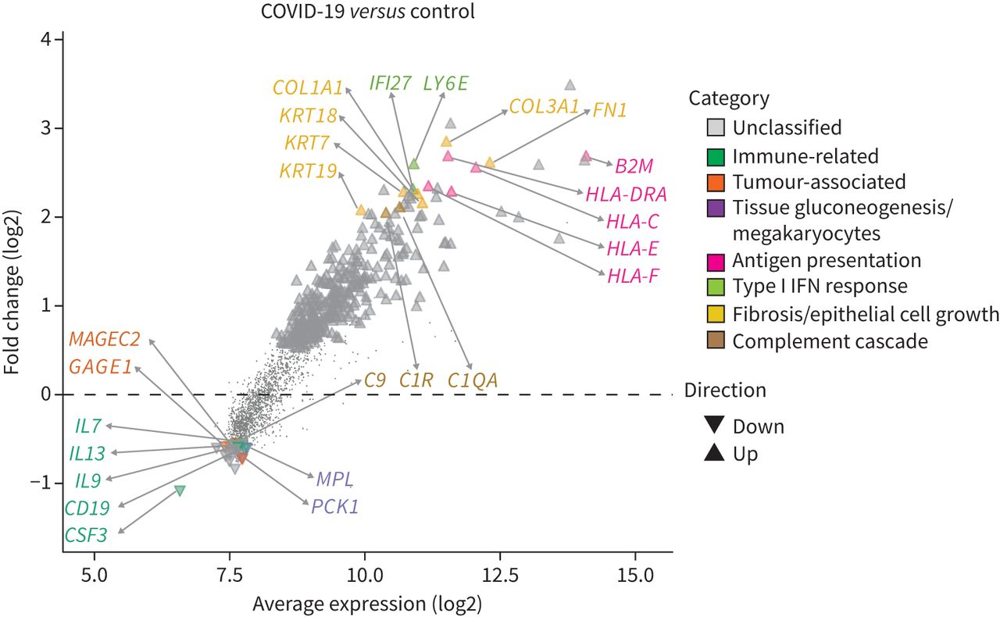 COVID-19 versus control
Fold change (log2)
4
3
2
1
0
−1
5.0
7.5
10.0
12.5
15.0
Average expression (log2)
COL1A1
KRT18
KRT7
KRT19
IFI27
LY6E
COL3A1
FN1
B2M
HLA-DRA
HLA-C
HLA-E
HLA-F
MAGEC2
GAGE1
C9
C1R
C1QA
IL7
IL13
IL9
CD19
CSF3
MPL
PCK1
Category
Unclassified
Immune-related
Tumour-associated
Tissue gluconeogenesis/
megakaryocytes
Antigen presentation
Type I IFN response
Fibrosis/epithelial cell growth
Complement cascade
Direction
Down
Up